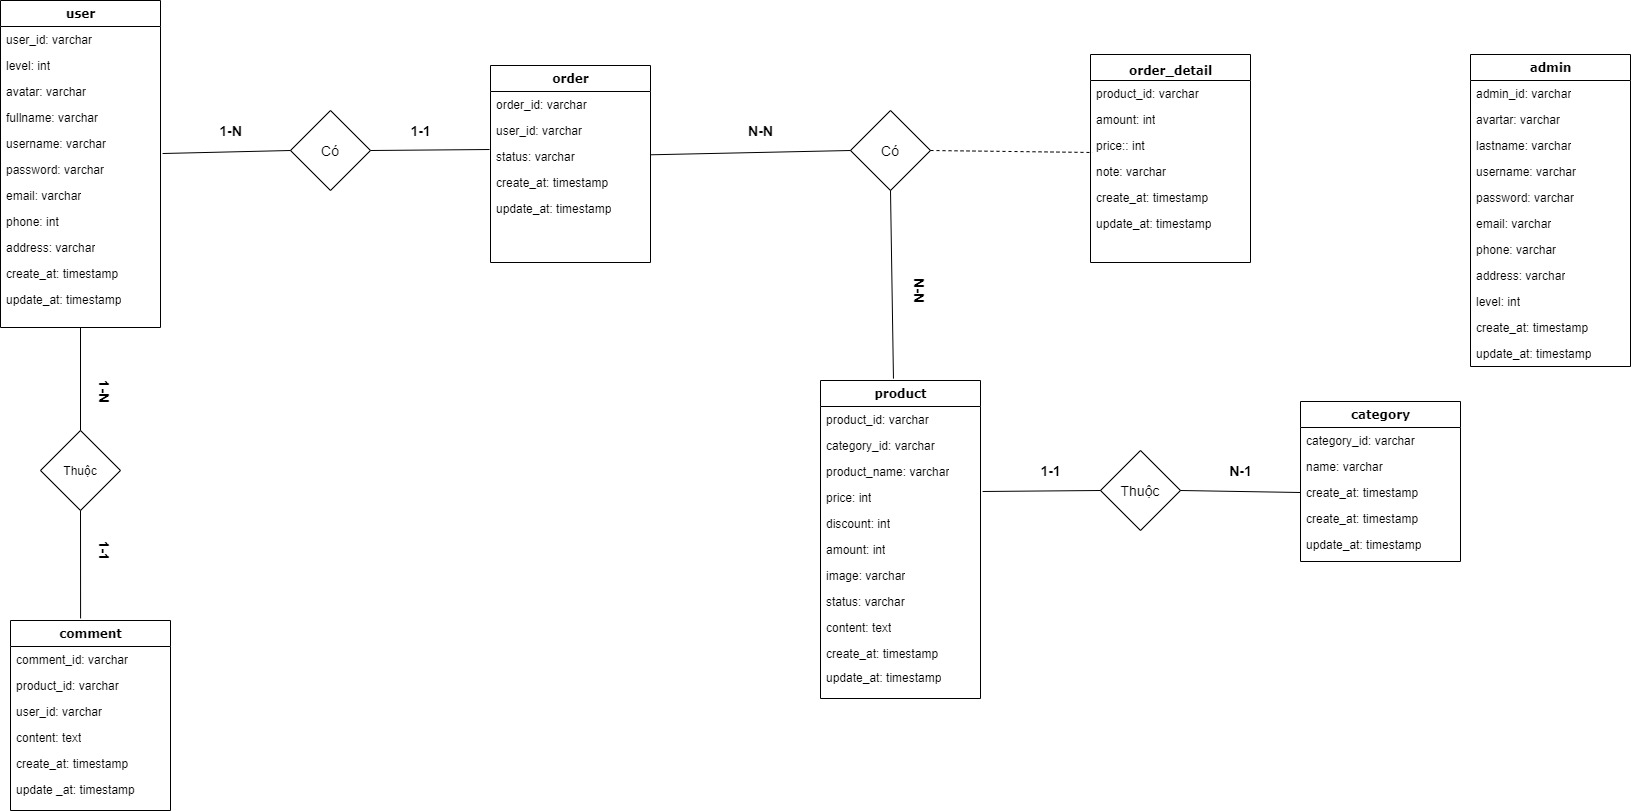 user
user_id: varchar
level: int
avatar: varchar
fullname: varchar
username: varchar
password: varchar
email: varchar
phone: int
address: varchar
create_at: timestamp
update_at: timestamp
1-N
Có
1-1
order
order_id: varchar
user_id: varchar
status: varchar
create_at: timestamp
update_at: timestamp
N-N
Có
order_detail
product_id: varchar
amount: int
price:: int
note: varchar
create_at: timestamp
update_at: timestamp
admin
admin_id: varchar
avartar: varchar
lastname: varchar
username: varchar
password: varchar
email: varchar
phone: varchar
address: varchar
level: int
create_at: timestamp
update_at: timestamp
N-N
1-N
Thuộc
1-1
product
product_id: varchar
category_id: varchar
product_name: varchar
price: int
discount: int
amount: int
image: varchar
status: varchar
content: text
create_at: timestamp
update_at: timestamp
1-1
Thuộc
N-1
category
category_id: varchar
name: varchar
create_at: timestamp
create_at: timestamp
update_at: timestamp
comment
comment_id: varchar
product_id: varchar
user_id: varchar
content: text
create_at: timestamp
update _at: timestamp